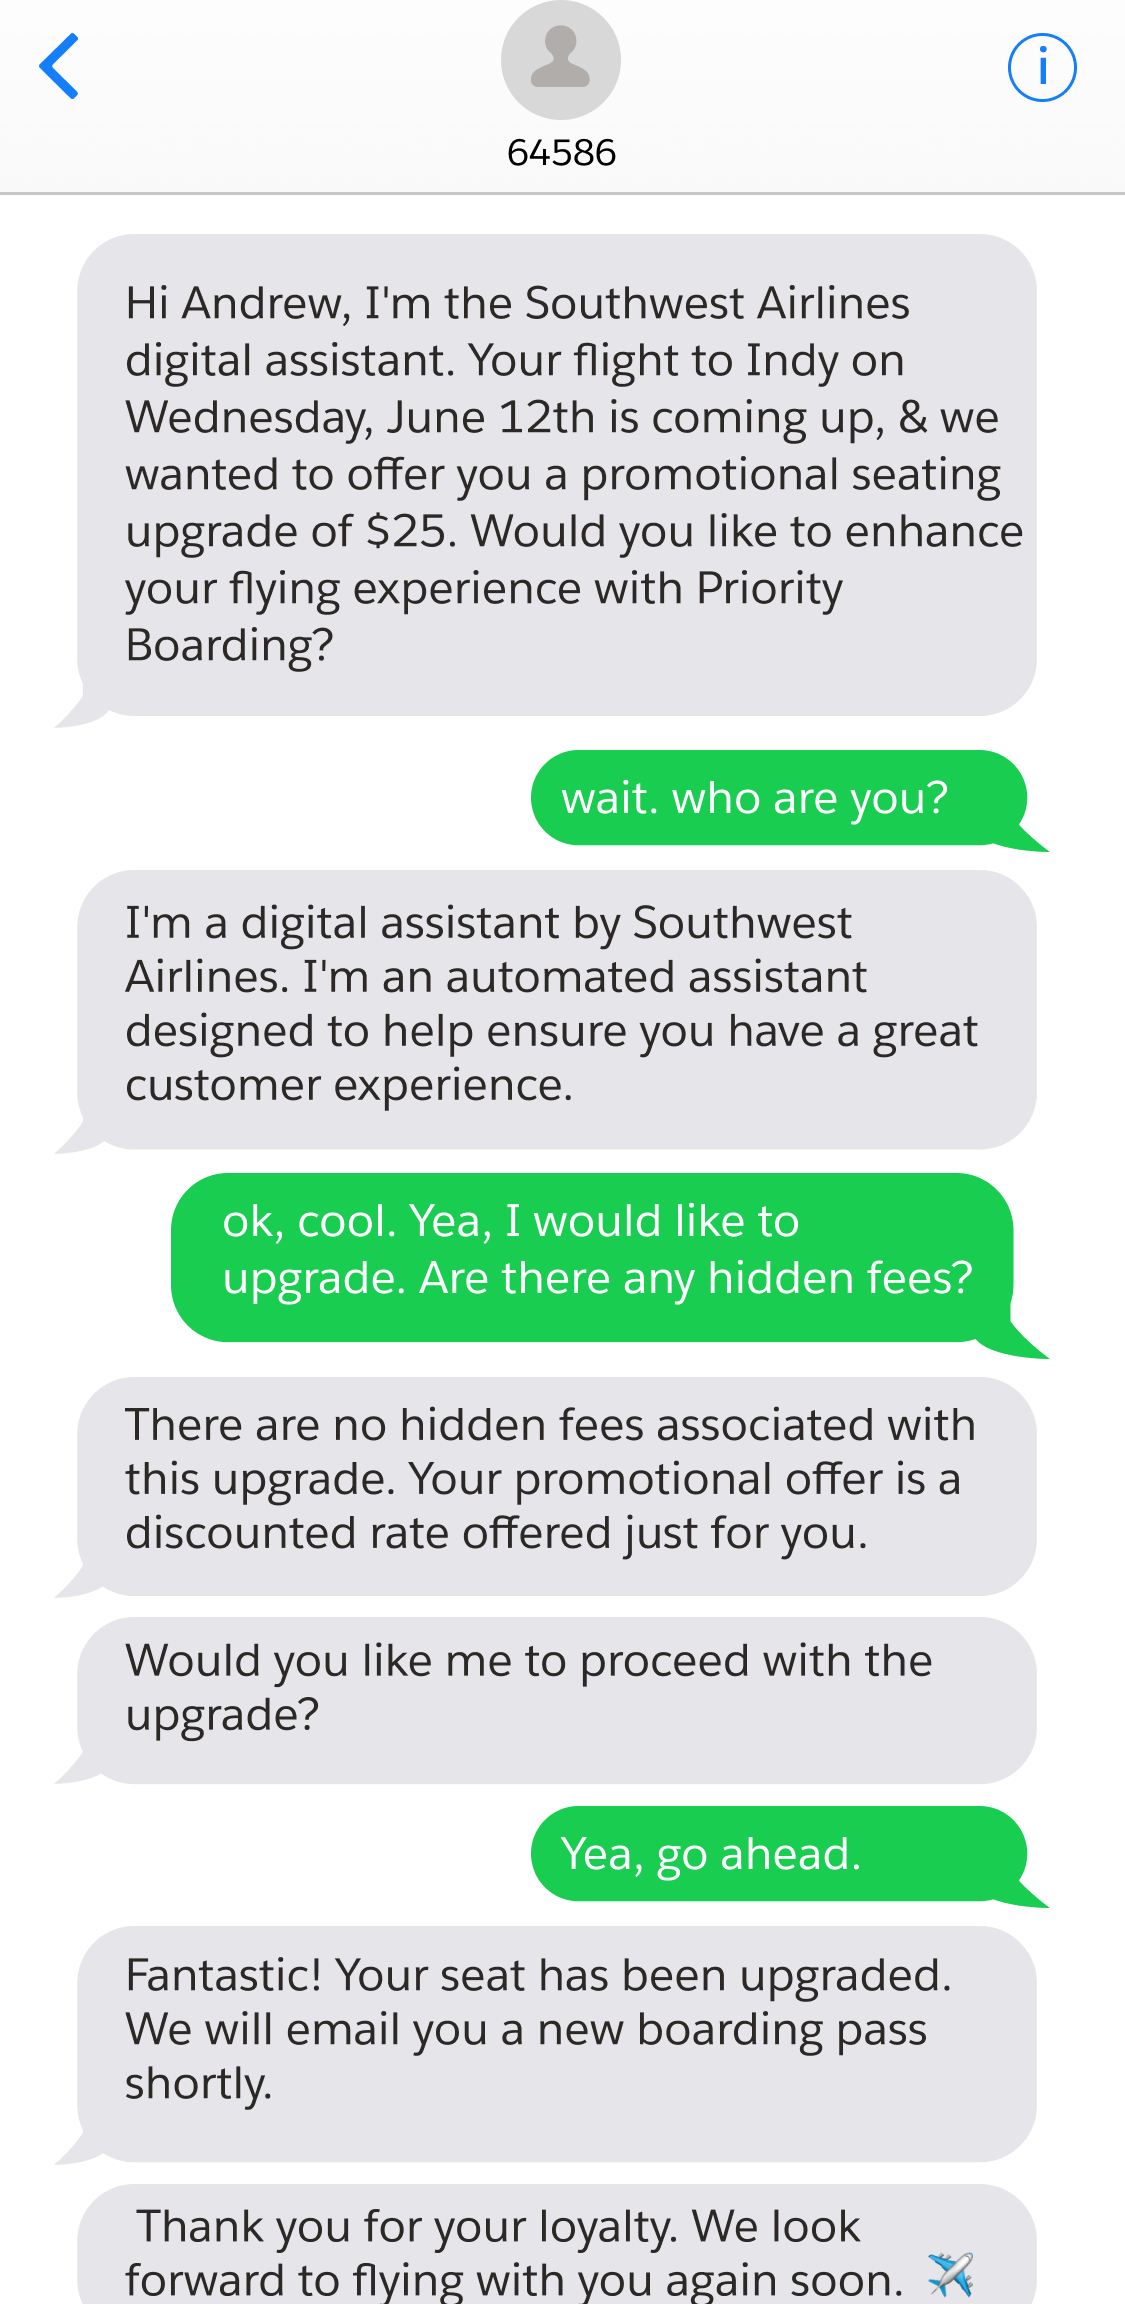 64586
Hi Andrew, I'm the Southwest Airlines
digital assistant. Your flight to Indy on
Wednesday, June 12th is coming up, & we
wanted to offer you a promotional seating
upgrade of $25. Would you like to enhance
your flying experience with Priority
Boarding?
wait. who are you?
I'm a digital assistant by Southwest
Airlines. I'm an automated assistant
designed to help ensure you have a great
customer experience.
ok, cool. Yea, I would like to
upgrade. Are there any hidden fees?
There are no hidden fees associated with
this upgrade. Your promotional offer is a
discounted rate offered just for you.
Would you like me to proceed with the
upgrade?
Yea, go ahead.
Fantastic! Your seat has been upgraded.
We will email you a new boarding pass
shortly.
Thank you for your loyalty. We look
forward to flying with you again soon. ✈️